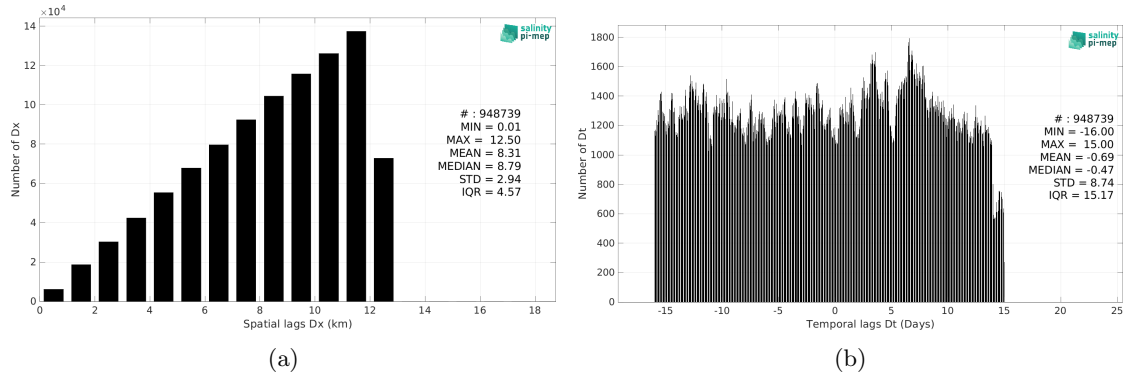 ×10⁴
14
12
10
8
6
4
2
0
Number of Dx
0 2 4 6 8 10 12 14 16 18
Spatial lags Dx (km)
salinity
pi-mep
# : 948739
MIN = 0.01
MAX = 12.50
MEAN = 8.31
MEDIAN = 8.79
STD = 2.94
IQR = 4.57
(a)
1800
1600
1400
1200
1000
800
600
400
200
0
Number of Dt
-15 -10 -5 0 5 10 15 20 25
Temporal lags Dt (Days)
salinity
pi-mep
# : 948739
MIN = -16.00
MAX = 15.00
MEAN = -0.69
MEDIAN = -0.47
STD = 8.74
IQR = 15.17
(b)